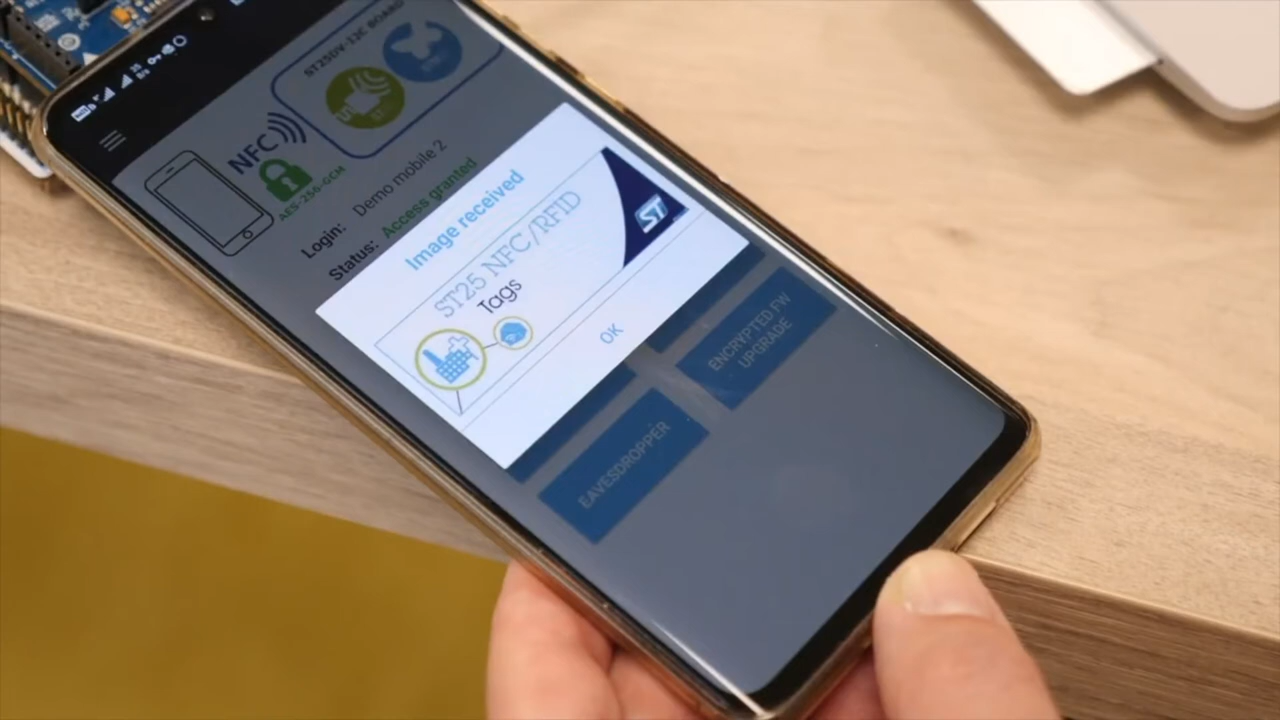 ST25DV-I2C BOARD
NFC
AES-256-GCM
Login: Demo mobile 2
Status: Access granted
Image received
ST25 NFC/RFID
Tags
ST
OK
ENCRYPTED FW
UPGRADE
EAVESDROPPER